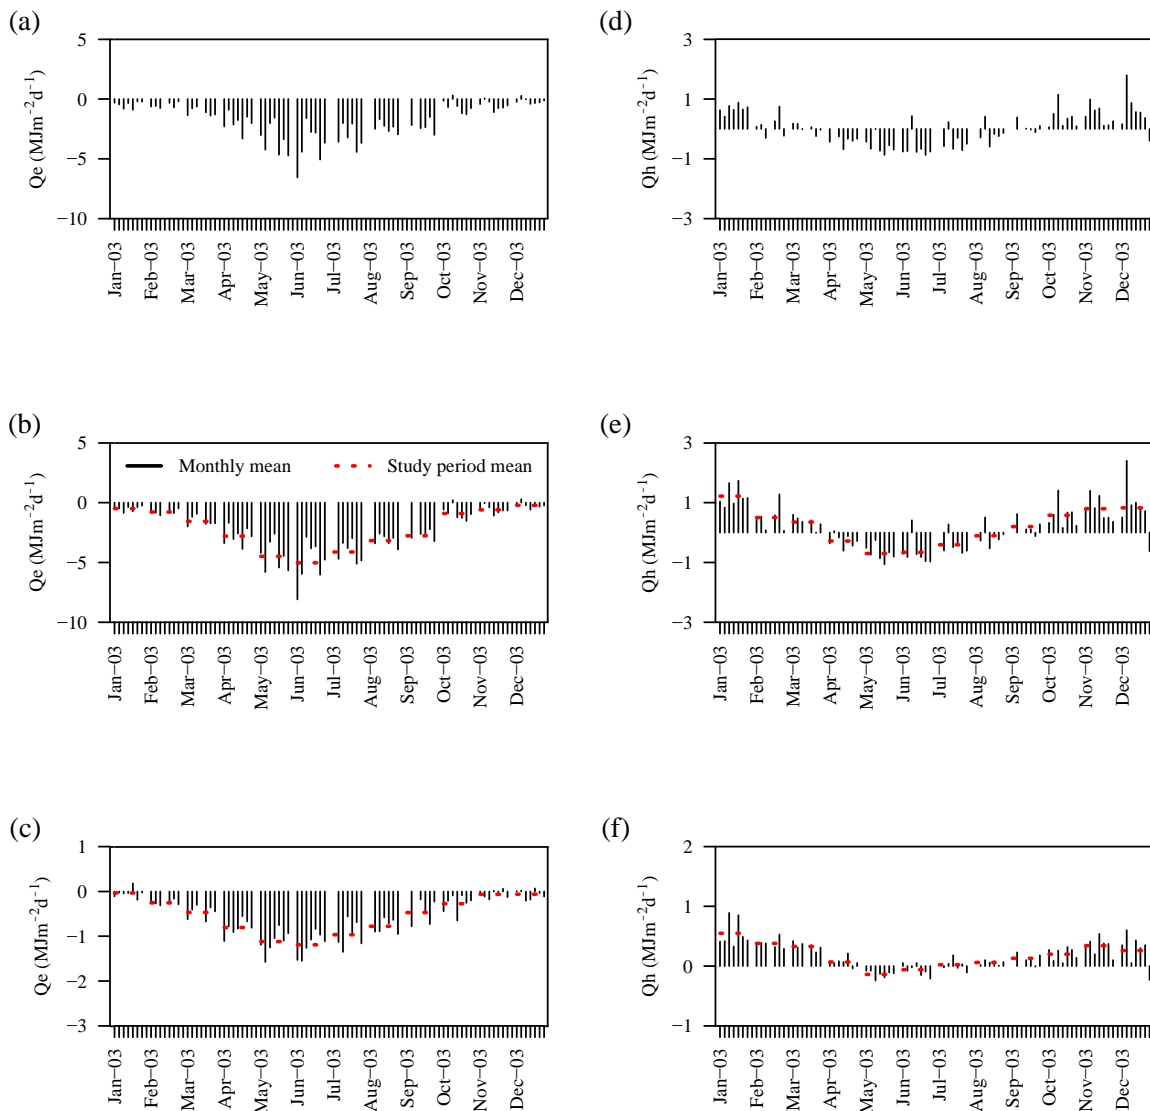 (a)
Qe (MJm−2d−1)
5
0
−5
−10
Jan−03
Feb−03
Mar−03
Apr−03
May−03
Jun−03
Jul−03
Aug−03
Sep−03
Oct−03
Nov−03
Dec−03
(d)
Qh (MJm−2d−1)
3
1
−1
−3
Jan−03
Feb−03
Mar−03
Apr−03
May−03
Jun−03
Jul−03
Aug−03
Sep−03
Oct−03
Nov−03
Dec−03
(b)
Qe (MJm−2d−1)
5
0
−5
−10
Monthly mean
Study period mean
Jan−03
Feb−03
Mar−03
Apr−03
May−03
Jun−03
Jul−03
Aug−03
Sep−03
Oct−03
Nov−03
Dec−03
(e)
Qh (MJm−2d−1)
3
1
−1
−3
Jan−03
Feb−03
Mar−03
Apr−03
May−03
Jun−03
Jul−03
Aug−03
Sep−03
Oct−03
Nov−03
Dec−03
(c)
Qe (MJm−2d−1)
1
0
−1
−3
Jan−03
Feb−03
Mar−03
Apr−03
May−03
Jun−03
Jul−03
Aug−03
Sep−03
Oct−03
Nov−03
Dec−03
(f)
Qh (MJm−2d−1)
2
0
−1
Jan−03
Feb−03
Mar−03
Apr−03
May−03
Jun−03
Jul−03
Aug−03
Sep−03
Oct−03
Nov−03
Dec−03